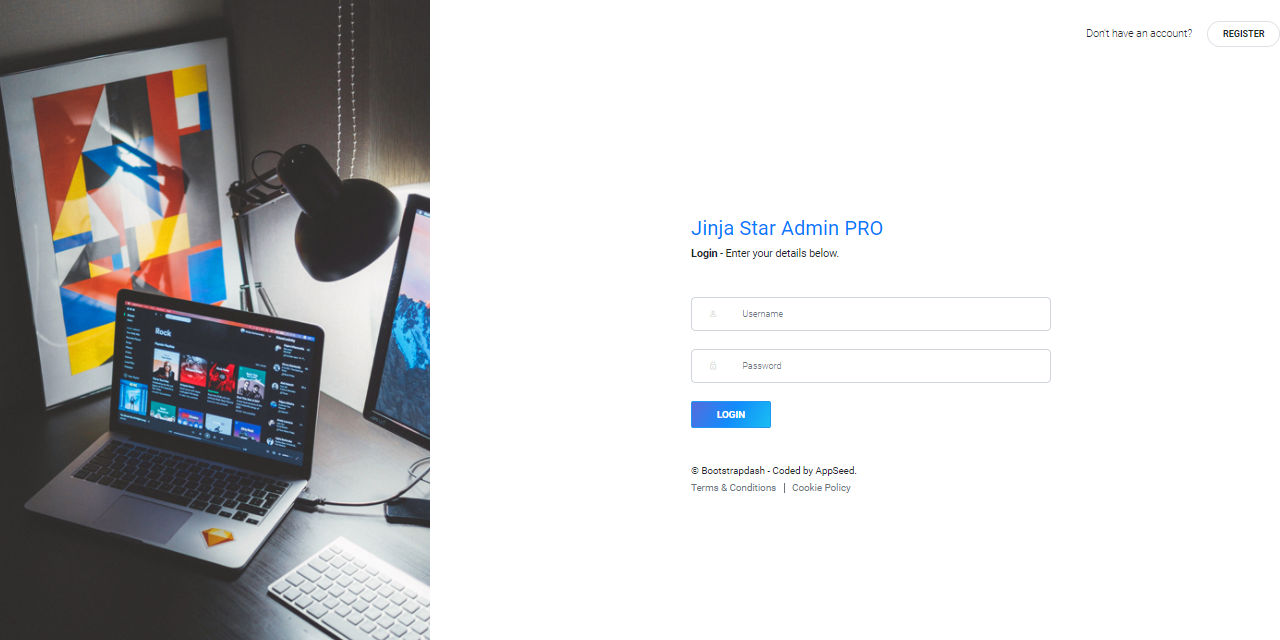 Don't have an account?
REGISTER
Jinja Star Admin PRO
Login - Enter your details below.
Username
Password
LOGIN
© Bootstrapdash - Coded by AppSeed.
Terms & Conditions
Cookie Policy
Rock